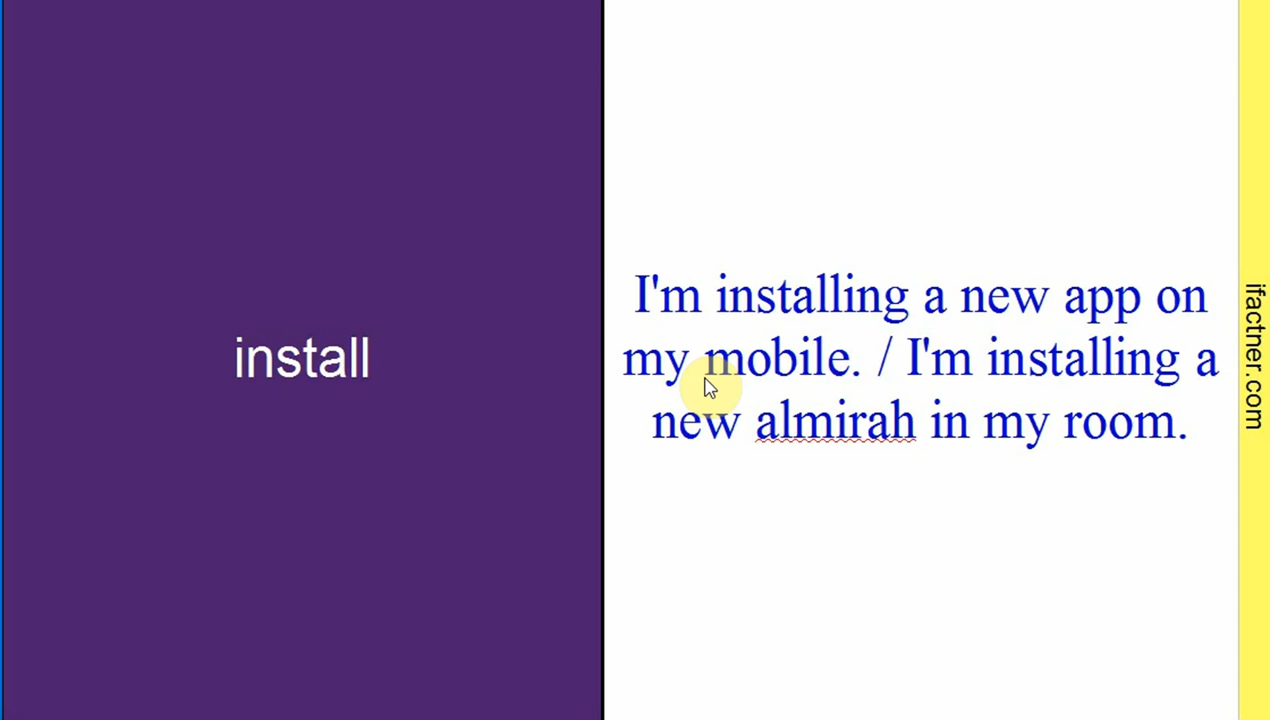 install
I'm installing a new app on
my mobile. / I'm installing a
new almirah in my room.
ifactner.com